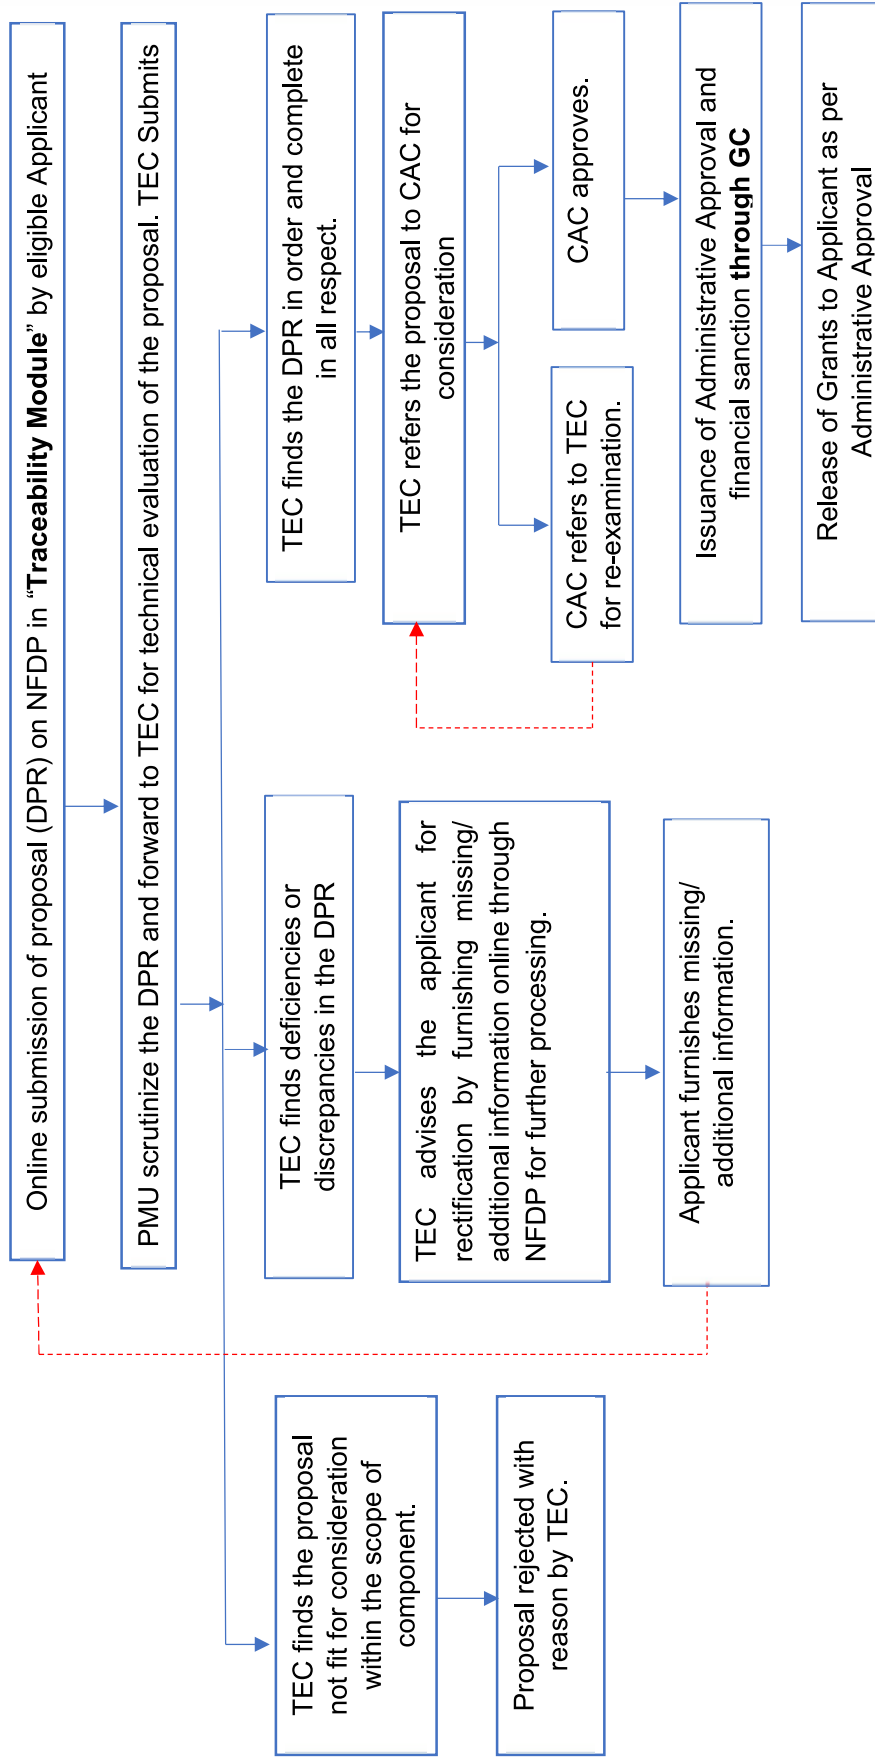 Online submission of proposal (DPR) on NFDP in “Traceability Module” by eligible Applicant
PMU scrutinize the DPR and forward to TEC for technical evaluation of the proposal. TEC Submits
TEC finds the proposal
not fit for consideration
within the scope of
component.
Proposal rejected with
reason by TEC.
TEC finds deficiencies or
discrepancies in the DPR
TEC advises the applicant for
rectification by furnishing missing/
additional information online through
NFDP for further processing.
Applicant furnishes missing/
additional information.
TEC finds the DPR in order and complete
in all respect.
TEC refers the proposal to CAC for
consideration
CAC refers to TEC
for re-examination.
CAC approves.
Issuance of Administrative Approval and
financial sanction through GC
Release of Grants to Applicant as per
Administrative Approval